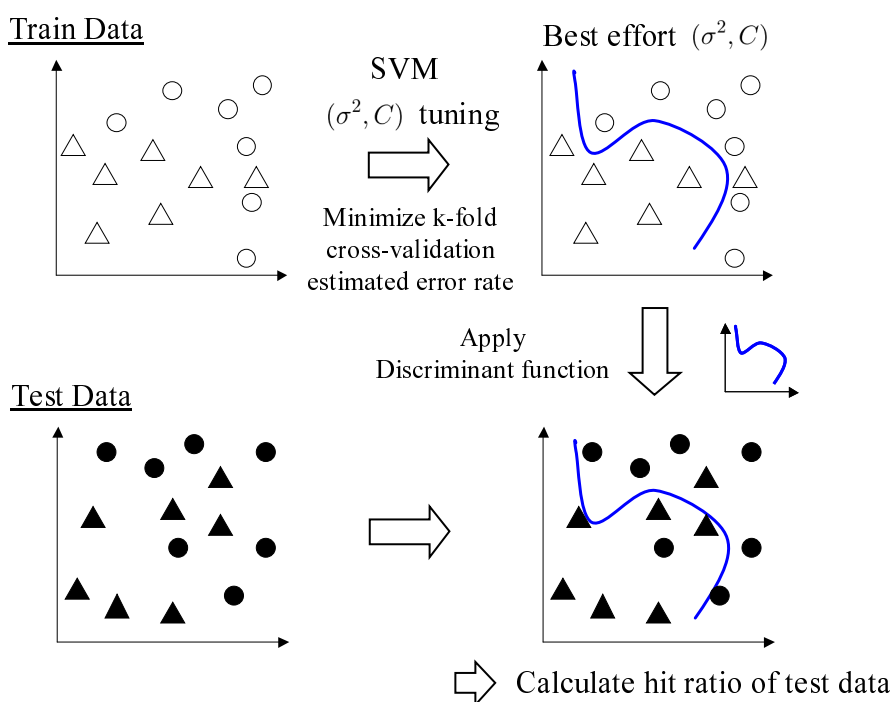 Train Data
SVM
(σ², C) tuning
Minimize k-fold
cross-validation
estimated error rate
Best effort (σ², C)
Apply
Discriminant function
Test Data
Calculate hit ratio of test data